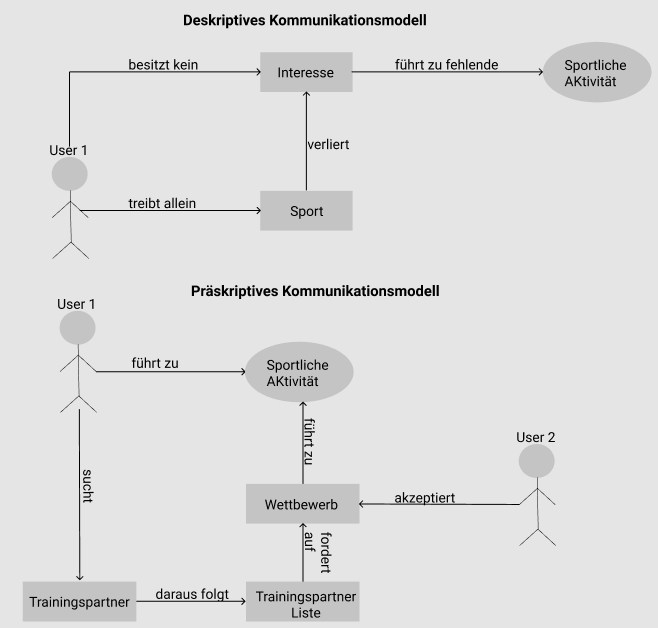 Deskriptives Kommunikationsmodell
besitzt kein
Interesse
führt zu fehlende
Sportliche
AKtivität
verliert
User 1
treibt allein
Sport
Präskriptives Kommunikationsmodell
User 1
führt zu
Sportliche
AKtivität
führt zu
User 2
sucht
Wettbewerb
akzeptiert
fordert
auf
Trainingspartner
daraus folgt
Trainingspartner
Liste